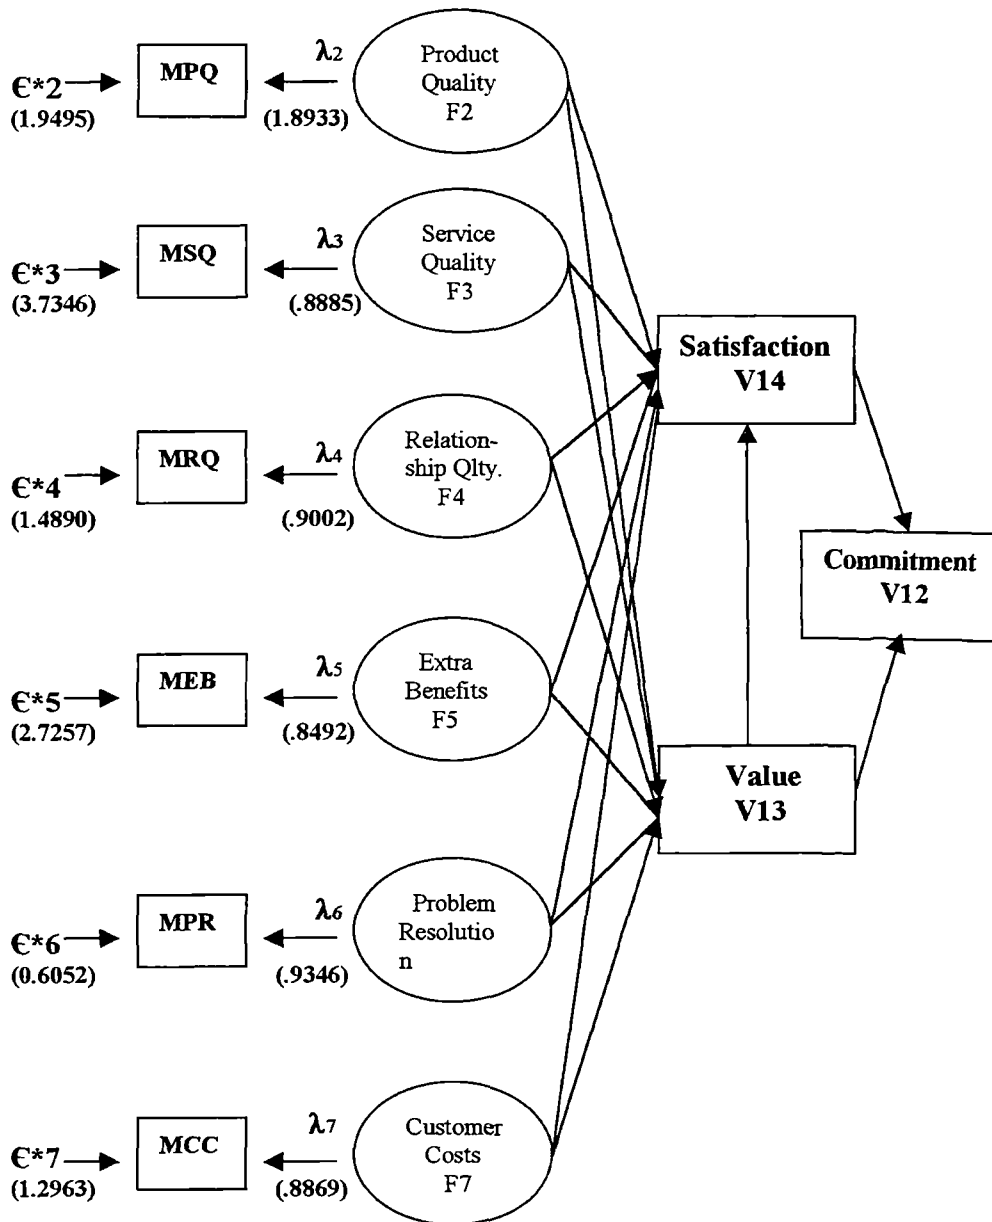 λ2
Product
Quality
F2
MPQ
Є*2
(1.9495)
(1.8933)
λ3
Service
Quality
F3
MSQ
Є*3
(3.7346)
(.8885)
Satisfaction
V14
λ4
Relation-
ship Qlty.
F4
MRQ
Є*4
(1.4890)
(.9002)
Commitment
V12
λ5
Extra
Benefits
F5
MEB
Є*5
(2.7257)
(.8492)
Value
V13
λ6
Problem
Resolutio
n
MPR
Є*6
(0.6052)
(.9346)
λ7
Customer
Costs
F7
MCC
Є*7
(1.2963)
(.8869)